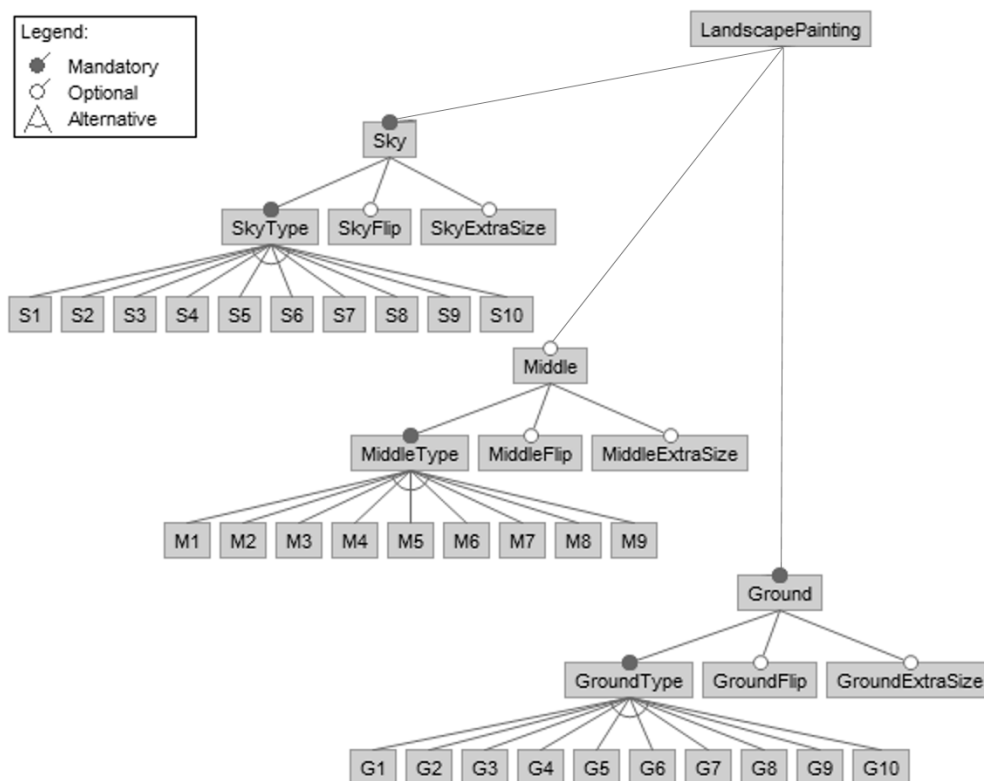 Legend:
Mandatory
Optional
Alternative
LandscapePainting
Sky
SkyType SkyFlip SkyExtraSize
S1 S2 S3 S4 S5 S6 S7 S8 S9 S10
Middle
MiddleType MiddleFlip MiddleExtraSize
M1 M2 M3 M4 M5 M6 M7 M8 M9
Ground
GroundType GroundFlip GroundExtraSize
G1 G2 G3 G4 G5 G6 G7 G8 G9 G10